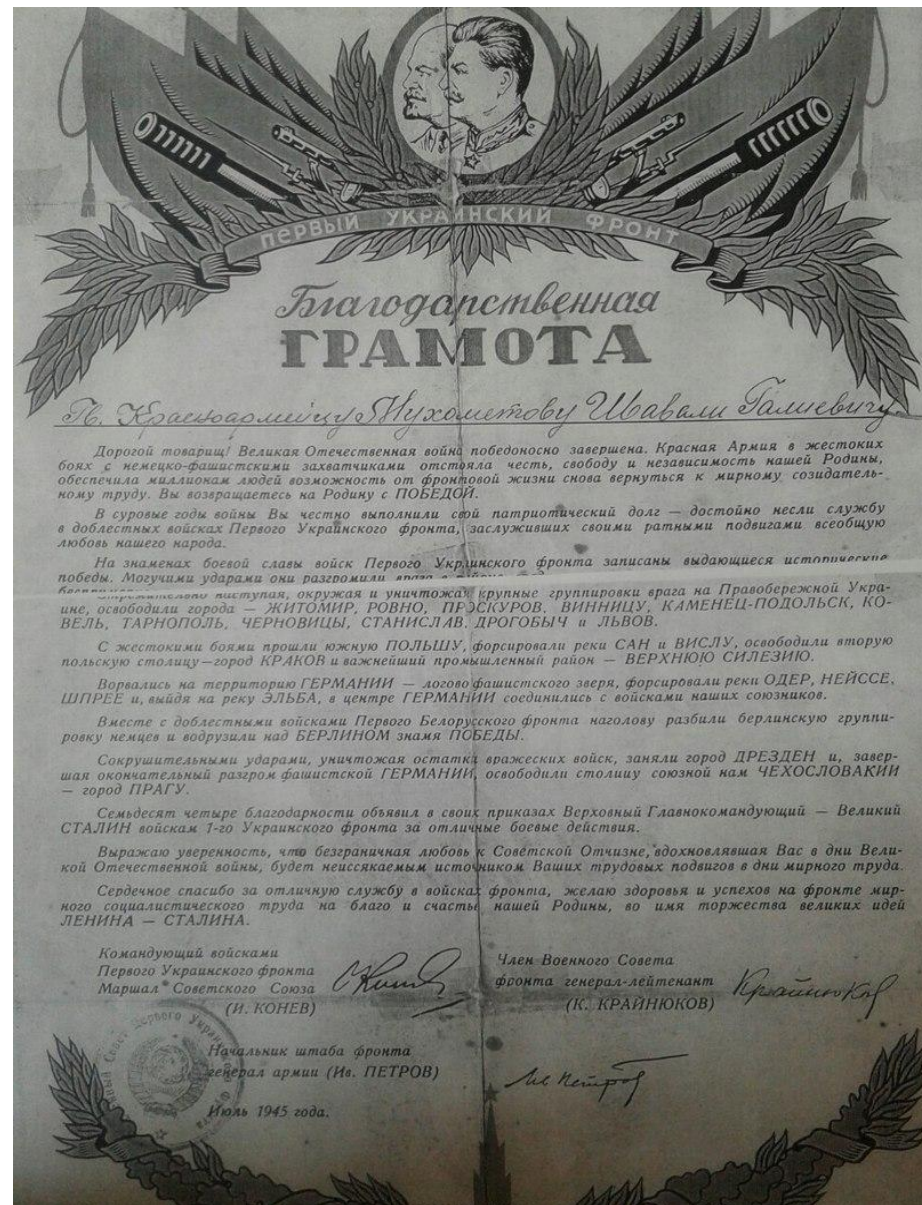 ПЕРВЫЙ УКРАИНСКИЙ ФРОНТ
Благодарственная
ГРАМОТА
Гв. Красноармейцу Мухометову Шавали Галиевичу
Дорогой товарищ! Великая Отечественная война победоносно завершена. Красная Армия в жестоких
боях с немецко-фашистскими захватчиками отстояла честь, свободу и независимость нашей Родины,
обеспечила миллионам людей возможность от фронтовой жизни снова вернуться к мирному созидатель-
ному труду. Вы возвращаетесь на Родину с ПОБЕДОЙ.
В суровые годы войны Вы честно выполнили свой патриотический долг — достойно несли службу
в доблестных войсках Первого Украинского фронта, заслуживших своими ратными подвигами всеобщую
любовь нашего народа.
На знаменах боевой славы войск Первого Украинского фронта записаны выдающиеся исторические
победы. Могучими ударами они разгромили врага в
наступая, окружая и уничтожая крупные группировки врага на Правобережной Укра-
ине, освободили города — ЖИТОМИР, РОВНО, ПРОСКУРОВ, ВИННИЦУ, КАМЕНЕЦ-ПОДОЛЬСК, КО-
ВЕЛЬ, ТАРНОПОЛЬ, ЧЕРНОВИЦЫ, СТАНИСЛАВ, ДРОГОБЫЧ и ЛЬВОВ.
С жестокими боями прошли южную ПОЛЬШУ, форсировали реки САН и ВИСЛУ, освободили вторую
польскую столицу—город КРАКОВ и важнейший промышленный район — ВЕРХНЮЮ СИЛЕЗИЮ.
Ворвались на территорию ГЕРМАНИИ — логово фашистского зверя, форсировали реки ОДЕР, НЕЙССЕ,
ШПРЕЕ и, выйдя на реку ЭЛЬБА, в центре ГЕРМАНИИ соединились с войсками наших союзников.
Вместе с доблестными войсками Первого Белорусского фронта наголову разбили берлинскую группи-
ровку немцев и водрузили над БЕРЛИНОМ знамя ПОБЕДЫ.
Сокрушительными ударами, уничтожая остатки вражеских войск, заняли город ДРЕЗДЕН и, завер-
шая окончательный разгром фашистской ГЕРМАНИИ, освободили столицу союзной нам ЧЕХОСЛОВАКИИ
— город ПРАГУ.
Семьдесят четыре благодарности объявил в своих приказах Верховный Главнокомандующий — Великий
СТАЛИН войскам 1-го Украинского фронта за отличные боевые действия.
Выражаю уверенность, что безграничная любовь к Советской Отчизне, вдохновлявшая Вас в дни Вели-
кой Отечественной войны, будет неиссякаемым источником Ваших трудовых подвигов в дни мирного труда.
Сердечное спасибо за отличную службу в войсках фронта, желаю здоровья и успехов на фронте мир-
ного социалистического труда на благо и счастье нашей Родины, во имя торжества великих идей
ЛЕНИНА — СТАЛИНА.
Командующий войсками
Первого Украинского фронта
Маршал Советского Союза
(И. КОНЕВ)
Член Военного Совета
фронта генерал-лейтенант
(К. КРАЙНЮКОВ)
Крайнюков
Начальник штаба фронта
генерал армии (Ив. ПЕТРОВ)
Ив Петров
Июль 1945 года.